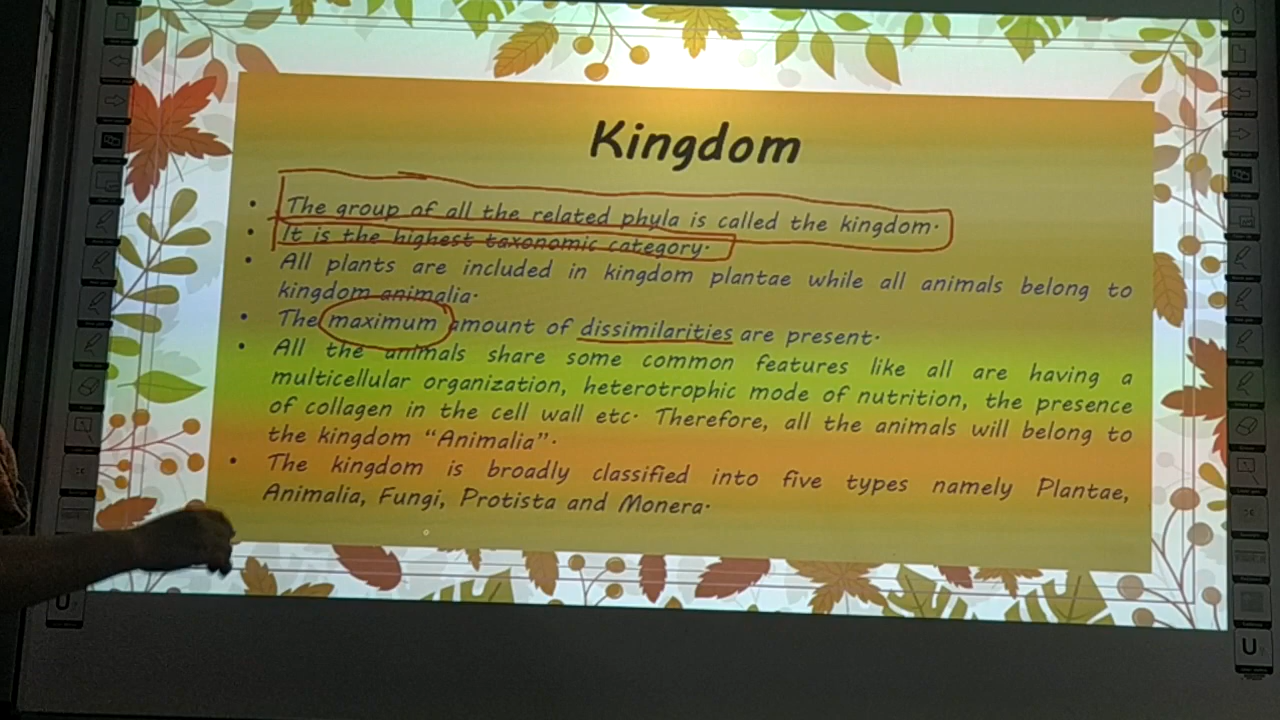 Kingdom
• The group of all the related phyla is called the kingdom.
• It is the highest taxonomic category.
• All plants are included in kingdom plantae while all animals belong to
kingdom animalia.
• The maximum amount of dissimilarities are present.
• All the animals share some common features like all are having a
multicellular organization, heterotrophic mode of nutrition, the presence
of collagen in the cell wall etc. Therefore, all the animals will belong to
the kingdom “Animalia”.
• The kingdom is broadly classified into five types namely Plantae,
Animalia, Fungi, Protista and Monera.